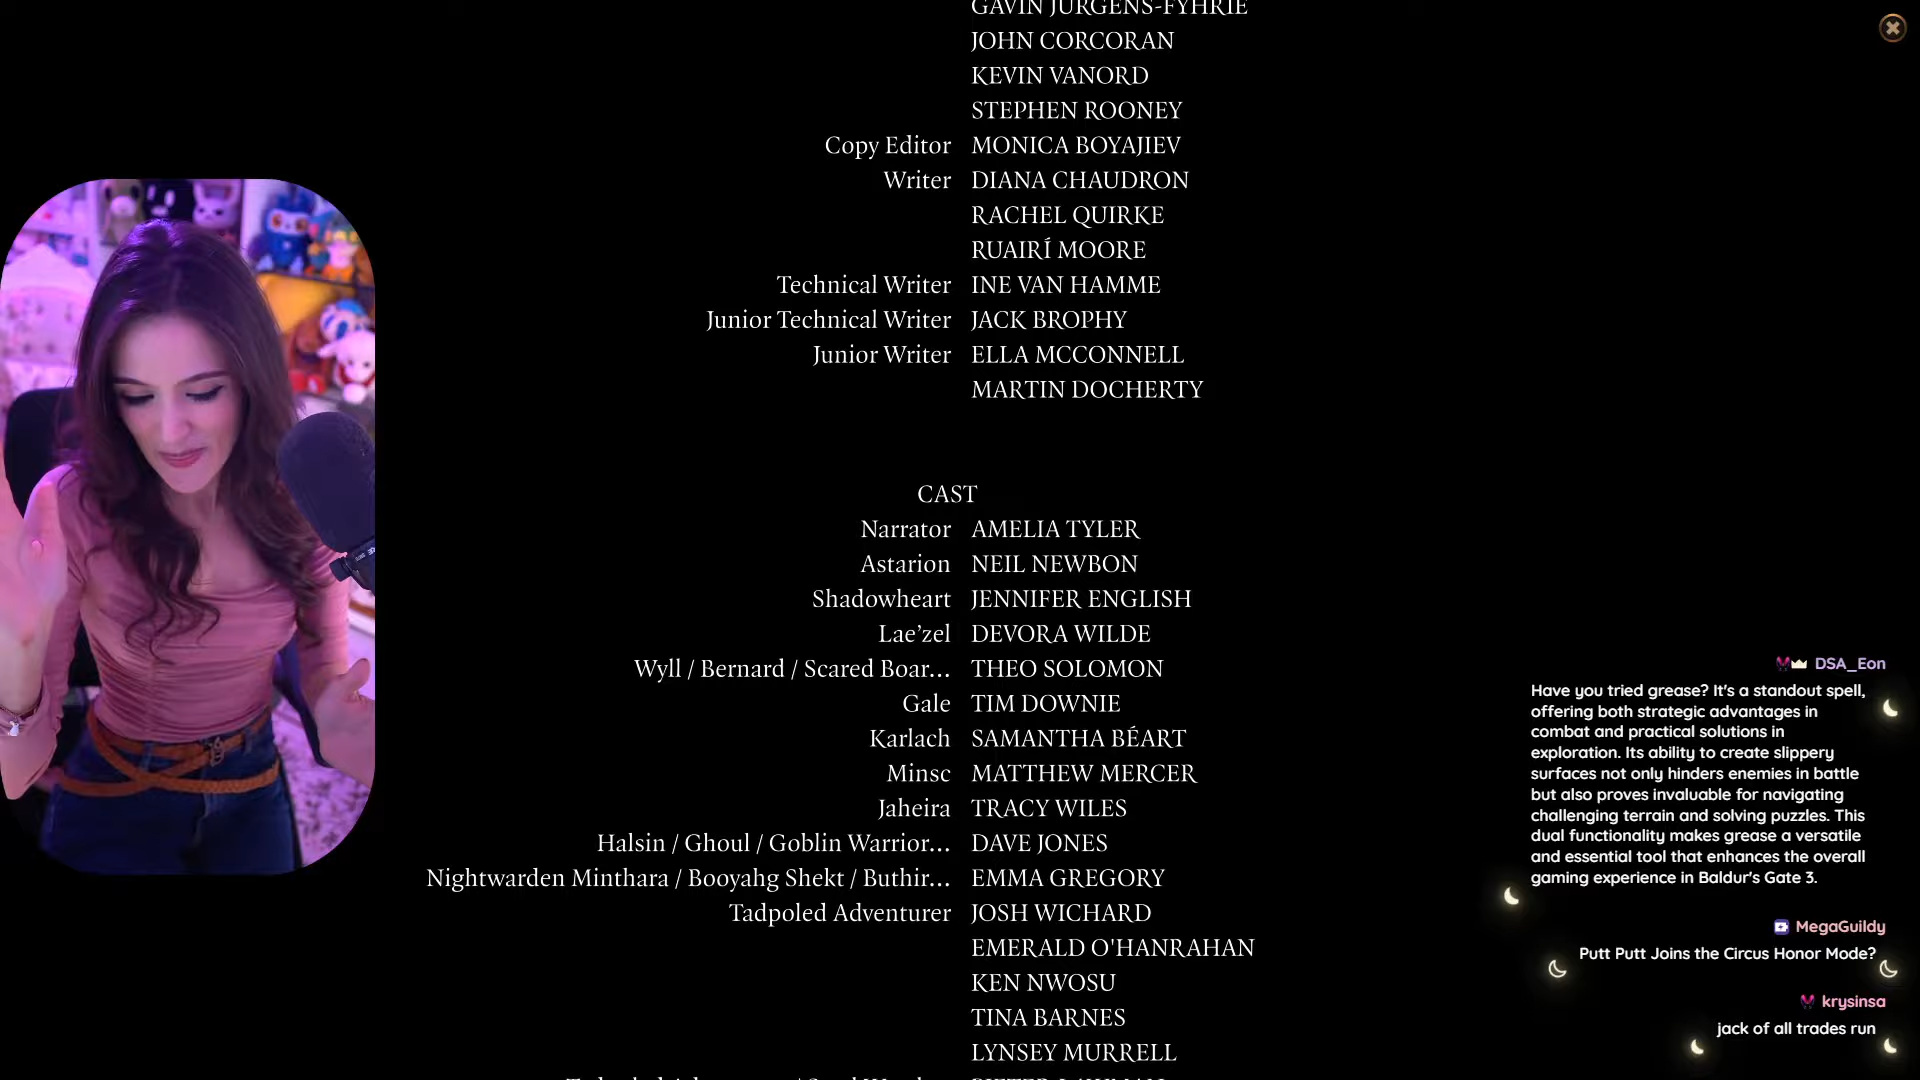 GAVIN JURGENS-FYHRIE
JOHN CORCORAN
KEVIN VANORD
STEPHEN ROONEY
Copy Editor MONICA BOYAJIEV
Writer DIANA CHAUDRON
RACHEL QUIRKE
RUAIRÍ MOORE
Technical Writer INE VAN HAMME
Junior Technical Writer JACK BROPHY
Junior Writer ELLA MCCONNELL
MARTIN DOCHERTY
CAST
Narrator AMELIA TYLER
Astarion NEIL NEWBON
Shadowheart JENNIFER ENGLISH
Lae’zel DEVORA WILDE
Wyll / Bernard / Scared Boar... THEO SOLOMON
Gale TIM DOWNIE
Karlach SAMANTHA BÉART
Minsc MATTHEW MERCER
Jaheira TRACY WILES
Halsin / Ghoul / Goblin Warrior... DAVE JONES
Nightwarden Minthara / Booyahg Shekt / Buthir... EMMA GREGORY
Tadpoled Adventurer JOSH WICHARD
EMERALD O'HANRAHAN
KEN NWOSU
TINA BARNES
LYNSEY MURRELL
DSA_Eon
Have you tried grease? It's a standout spell,
offering both strategic advantages in
combat and practical solutions in
exploration. Its ability to create slippery
surfaces not only hinders enemies in battle
but also proves invaluable for navigating
challenging terrain and solving puzzles. This
dual functionality makes grease a versatile
and essential tool that enhances the overall
gaming experience in Baldur's Gate 3.
MegaGuildy
Putt Putt Joins the Circus Honor Mode?
krysinsa
jack of all trades run